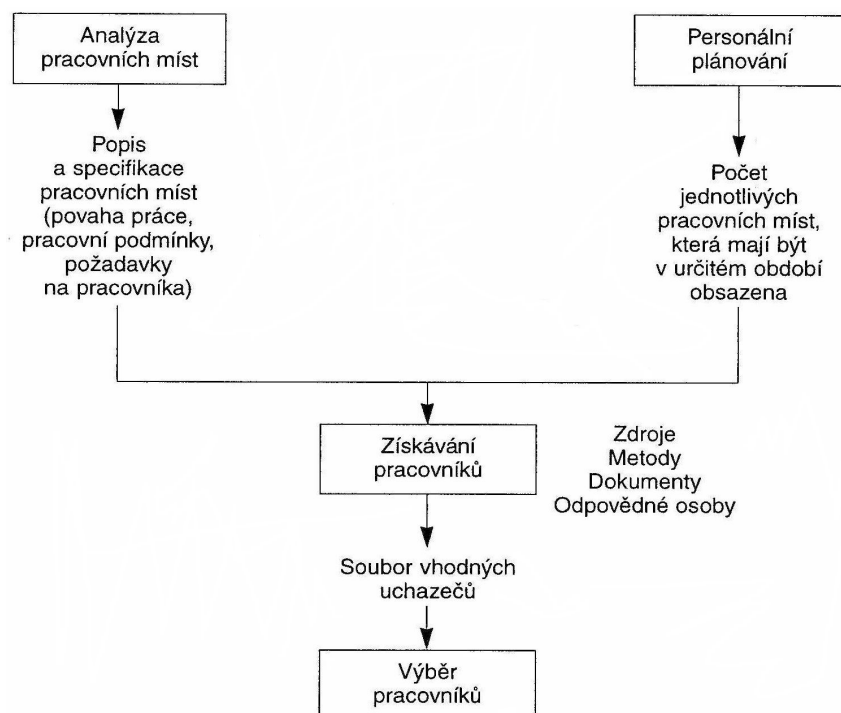 Analýza
pracovních míst
Personální
plánování
Popis
a specifikace
pracovních míst
(povaha práce,
pracovní podmínky,
požadavky
na pracovníka)
Počet
jednotlivých
pracovních míst,
která mají být
v určitém období
obsazena
Získávání
pracovníků
Zdroje
Metody
Dokumenty
Odpovědné osoby
Soubor vhodných
uchazečů
Výběr
pracovníků